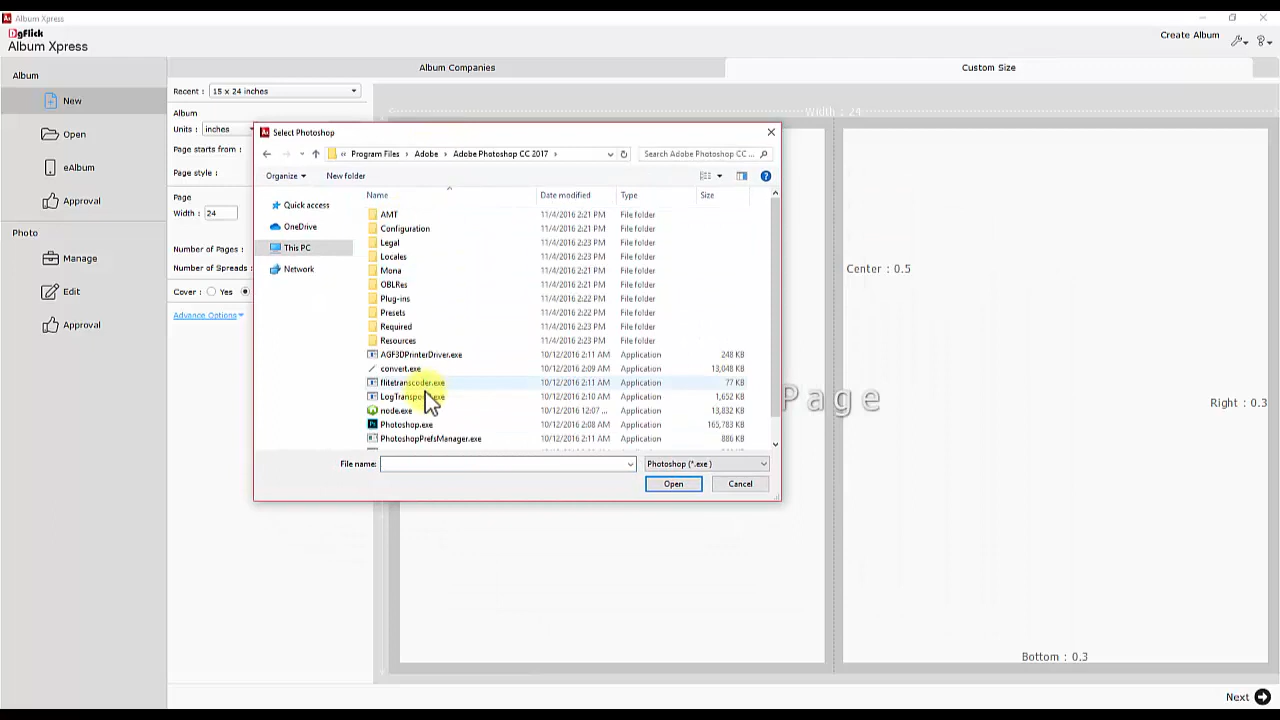 Album Xpress
DgFlick
Album Xpress
Create Album
Album
New
Open
eAlbum
Approval
Photo
Manage
Edit
Approval
Album Companies
Custom Size
Recent : 15 x 24 inches
Album
Units : inches
Page starts from :
Page style :
Page
Width : 24
Number of Pages :
Number of Spreads :
Cover : Yes
Advance Options
Width : 24
Center : 0.5
Page
Right : 0.3
Bottom : 0.3
Next
Select Photoshop
« Program Files > Adobe > Adobe Photoshop CC 2017 >
Search Adobe Photoshop CC ...
Organize
New folder
Quick access
OneDrive
This PC
Network
Name Date modified Type Size
AMT 11/4/2016 2:21 PM File folder
Configuration 11/4/2016 2:21 PM File folder
Legal 11/4/2016 2:23 PM File folder
Locales 11/4/2016 2:23 PM File folder
Mona 11/4/2016 2:21 PM File folder
OBLRes 11/4/2016 2:21 PM File folder
Plug-ins 11/4/2016 2:22 PM File folder
Presets 11/4/2016 2:22 PM File folder
Required 11/4/2016 2:23 PM File folder
Resources 11/4/2016 2:23 PM File folder
AGF3DPrinterDriver.exe 10/12/2016 2:11 AM Application 248 KB
convert.exe 10/12/2016 2:09 AM Application 13,048 KB
flitetranscoder.exe 10/12/2016 2:11 AM Application 77 KB
10/12/2016 2:10 AM Application 1,652 KB
node.exe 10/12/2016 12:07 ... Application 13,832 KB
Photoshop.exe 10/12/2016 2:08 AM Application 165,783 KB
PhotoshopPrefsManager.exe 10/12/2016 2:11 AM Application 886 KB
File name:
Photoshop (*.exe )
Open
Cancel